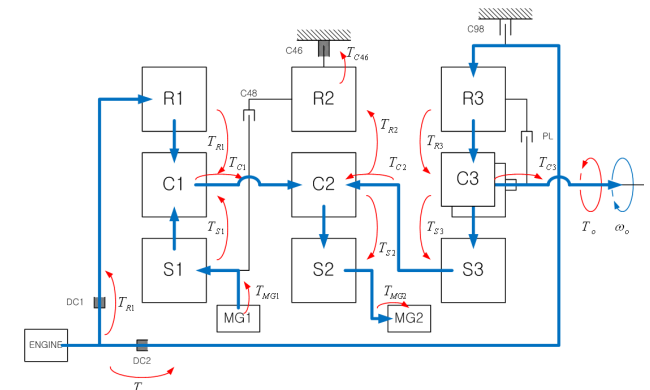 C98
C46
T_C46
R1
C48
R2
R3
T_R1
T_R2
T_R3
PL
C1
T_C1
C2
T_C2
C3
T_C3
T_S1
T_S2
T_S3
T_o
ω_o
S1
S2
S3
T_MG1
T_MG2
DC1
T_R1
MG1
MG2
ENGINE
DC2
T